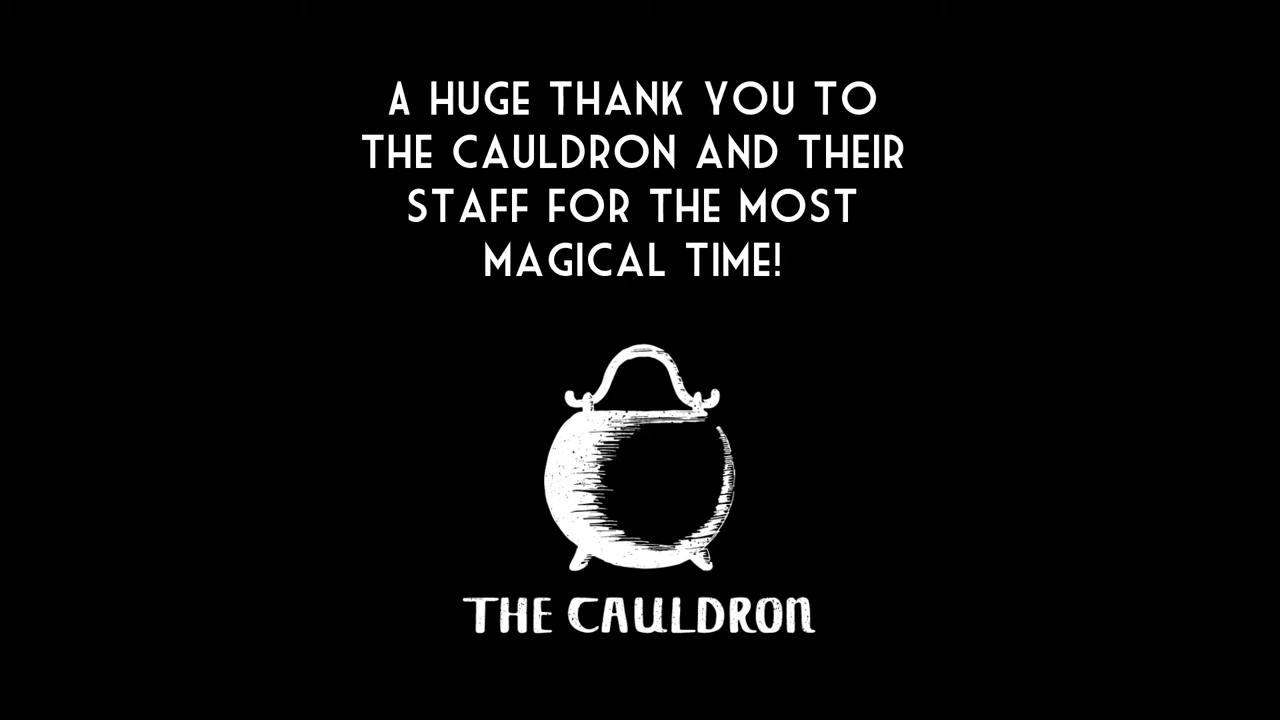 A HUGE THANK YOU TO
THE CAULDRON AND THEIR
STAFF FOR THE MOST
MAGICAL TIME!
THE CAULDRON